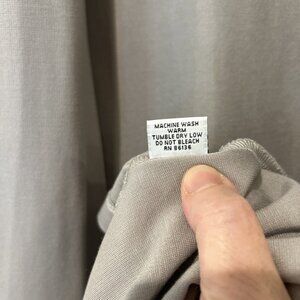 MACHINE WASH
WARM
TUMBLE DRY LOW
DO NOT BLEACH
RN 86136